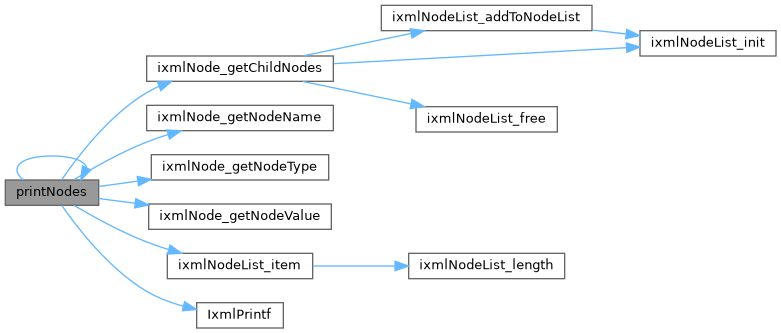 ixmlNodeList_addToNodeList
ixmlNodeList_init
ixmlNode_getChildNodes
ixmlNodeList_free
ixmlNode_getNodeName
ixmlNode_getNodeType
printNodes
ixmlNode_getNodeValue
ixmlNodeList_item
ixmlNodeList_length
IxmlPrintf